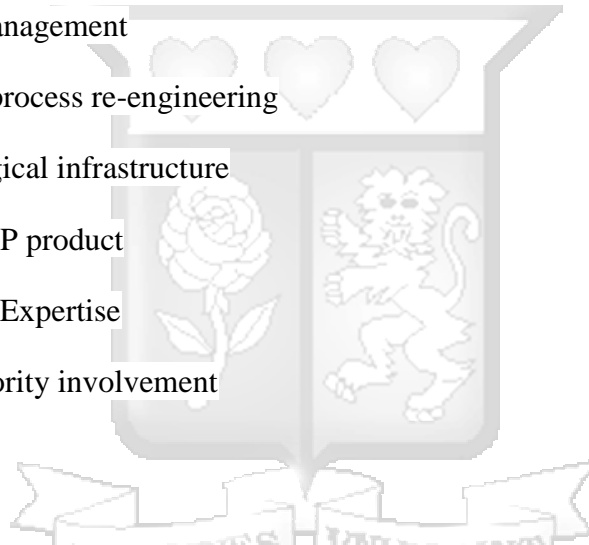 anagement
process re-engineering
gical infrastructure
P product
Expertise
ority involvement